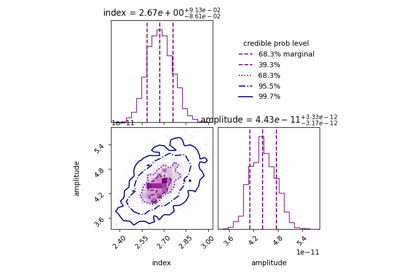 index = 2.67e+00 +9.13e-02 -8.61e-02
credible prob level
68.3% marginal
39.3%
68.3%
95.5%
99.7%
1e-11
amplitude = 4.43e-11 +3.33e-12 -3.17e-12
5.4
4.8
4.2
3.6
amplitude
2.40 2.55 2.70 2.85 3.00
3.6 4.2 4.8 5.4
1e-11
index
amplitude